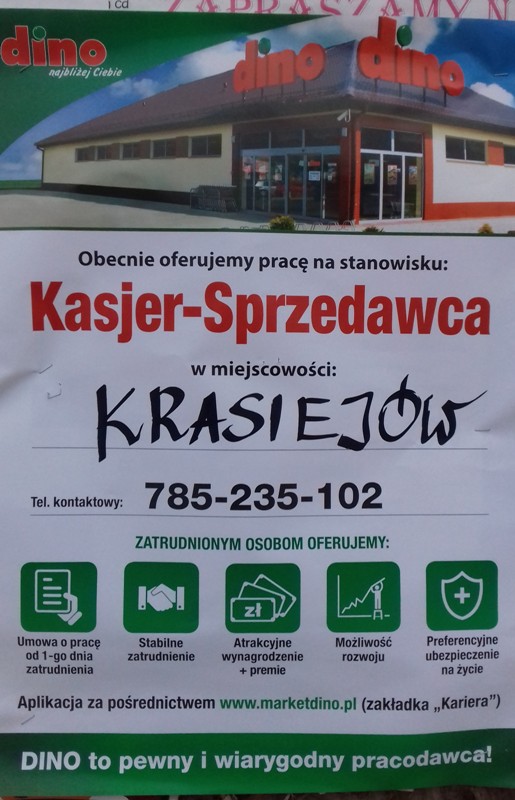 ZAPRASZAMY N
dino
najbliżej Ciebie
dino dino
Obecnie oferujemy pracę na stanowisku:
Kasjer-Sprzedawca
w miejscowości:
KRASIEJÓW
Tel. kontaktowy: 785-235-102
ZATRUDNIONYM OSOBOM OFERUJEMY:
Umowa o pracę
od 1-go dnia
zatrudnienia
Stabilne
zatrudnienie
zł
Atrakcyjne
wynagrodzenie
+ premie
Możliwość
rozwoju
Preferencyjne
ubezpieczenie
na życie
Aplikacja za pośrednictwem www.marketdino.pl (zakładka „Kariera")
DINO to pewny i wiarygodny pracodawca!